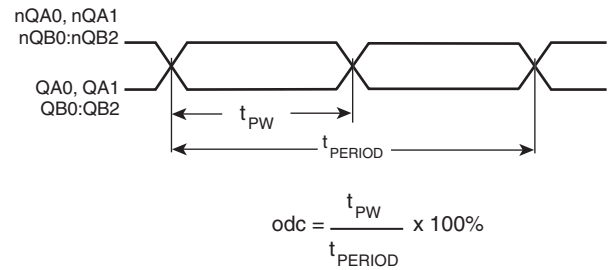 nQA0, nQA1
nQB0:nQB2
QA0, QA1
QB0:QB2
tPW
tPERIOD
odc = tPW / tPERIOD x 100%